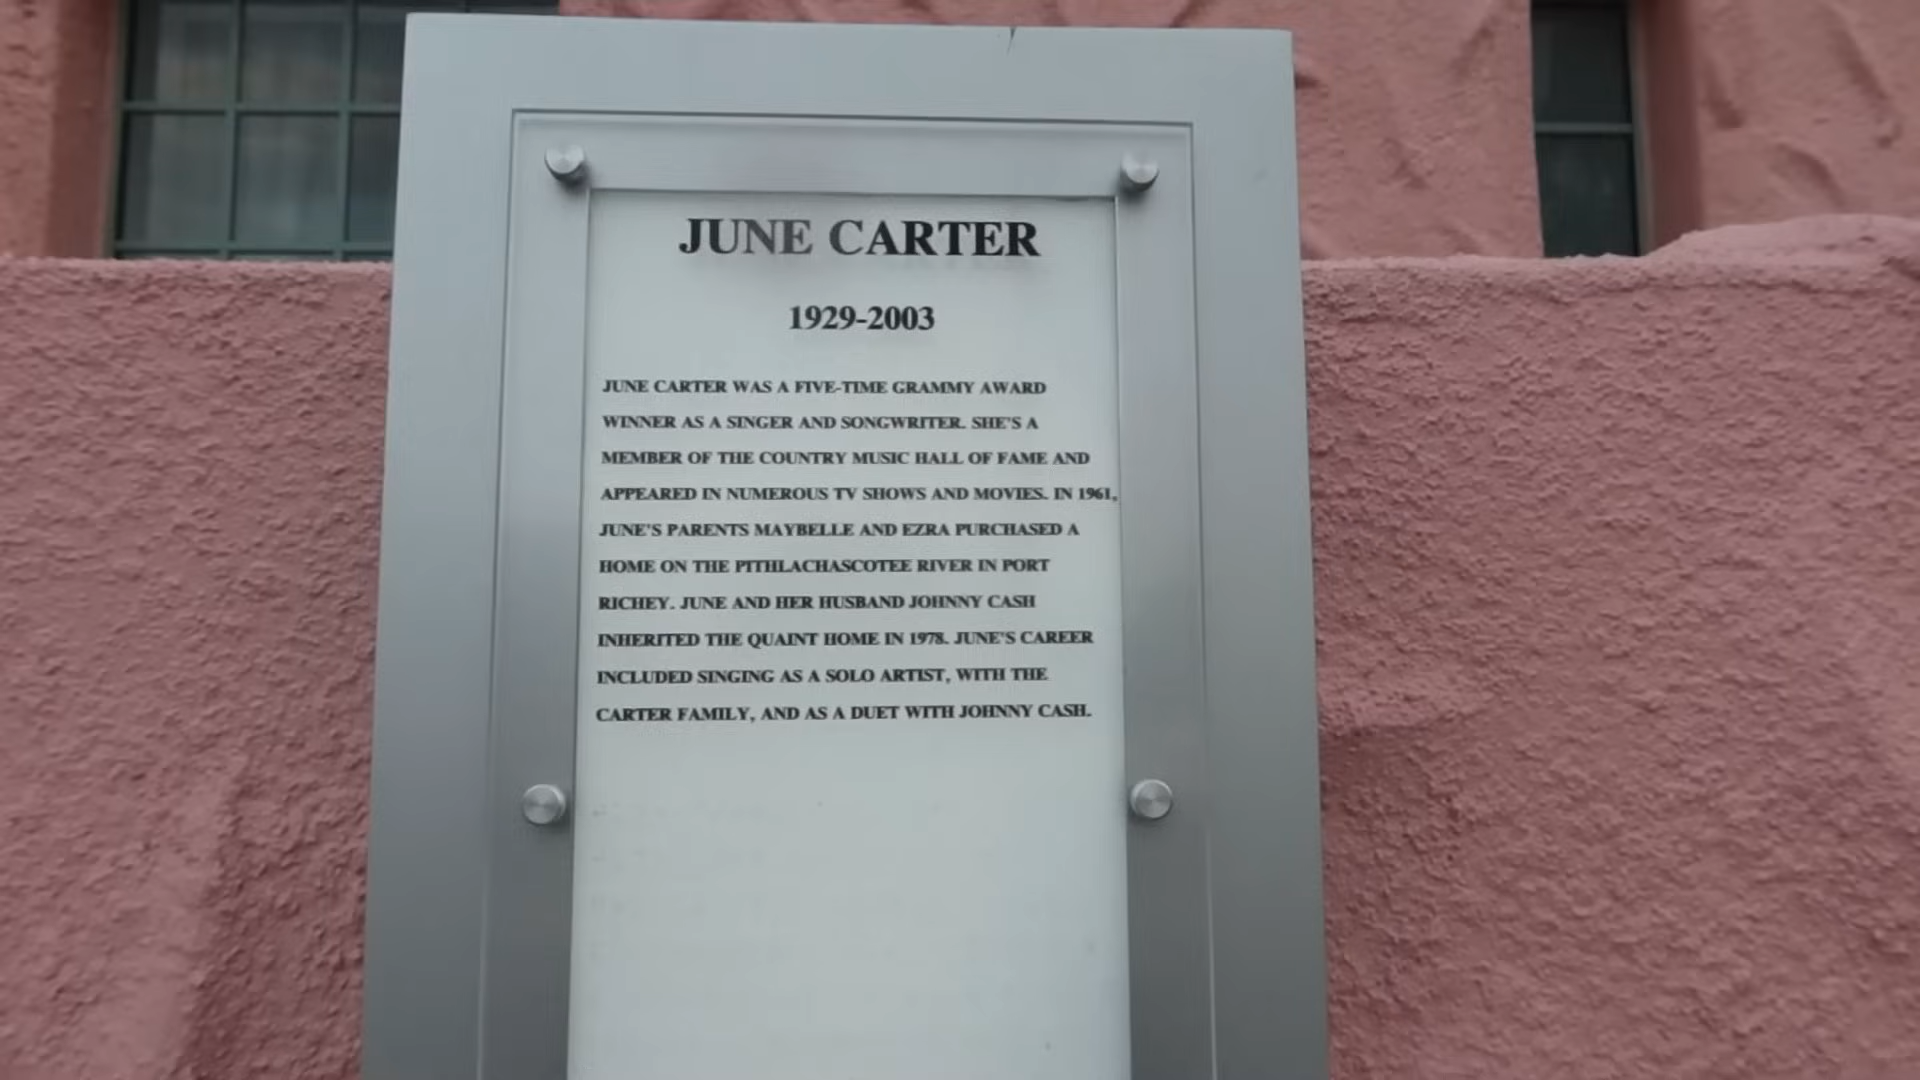 JUNE CARTER
1929-2003
JUNE CARTER WAS A FIVE-TIME GRAMMY AWARD
WINNER AS A SINGER AND SONGWRITER. SHE'S A
MEMBER OF THE COUNTRY MUSIC HALL OF FAME AND
APPEARED IN NUMEROUS TV SHOWS AND MOVIES. IN 1961,
JUNE'S PARENTS MAYBELLE AND EZRA PURCHASED A
HOME ON THE PITHLACHASCOTEE RIVER IN PORT
RICHEY. JUNE AND HER HUSBAND JOHNNY CASH
INHERITED THE QUAINT HOME IN 1978. JUNE'S CAREER
INCLUDED SINGING AS A SOLO ARTIST, WITH THE
CARTER FAMILY, AND AS A DUET WITH JOHNNY CASH.